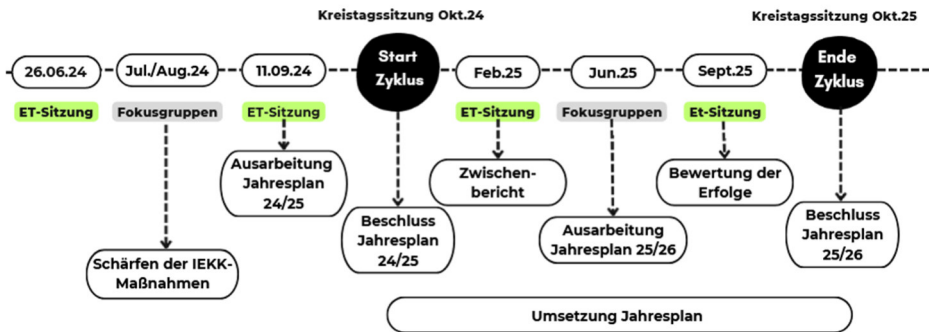 Kreistagssitzung Okt.24
Kreistagssitzung Okt.25
26.06.24
Jul./Aug.24
11.09.24
Start
Zyklus
Feb.25
Jun.25
Sept.25
Ende
Zyklus
ET-Sitzung
Fokusgruppen
ET-Sitzung
ET-Sitzung
Fokusgruppen
Et-Sitzung
Ausarbeitung
Jahresplan
24/25
Zwischen-
bericht
Bewertung der
Erfolge
Beschluss
Jahresplan
24/25
Ausarbeitung
Jahresplan 25/26
Beschluss
Jahresplan
25/26
Schärfen der IEKK-
Maßnahmen
Umsetzung Jahresplan